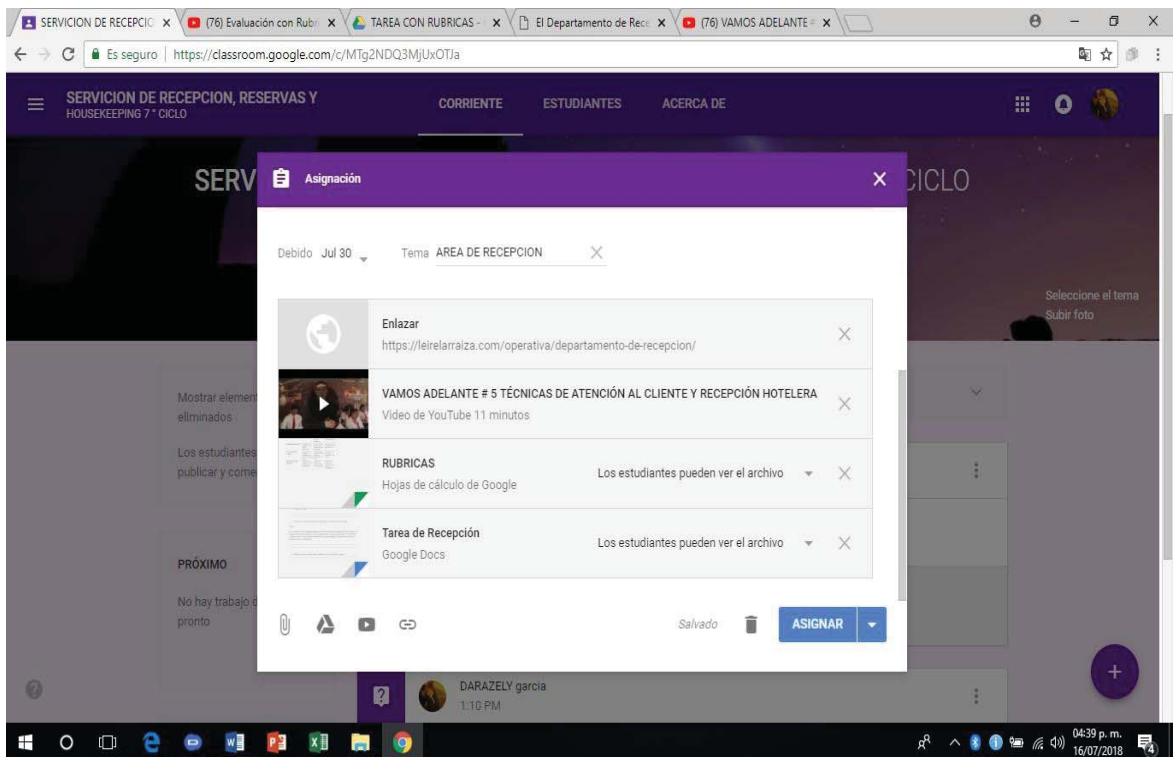 SERVICION DE RECEPCIO
(76) Evaluación con Rubri
TAREA CON RUBRICAS -
El Departamento de Rece
(76) VAMOS ADELANTE #
Es seguro | https://classroom.google.com/c/MTg2NDQ3MjUxOTJa
SERVICION DE RECEPCION, RESERVAS Y
HOUSEKEEPING 7 ° CICLO
CORRIENTE ESTUDIANTES ACERCA DE
SERV
CICLO
Asignación
Debido Jul 30 Tema AREA DE RECEPCION
Seleccione el tema
Subir foto
Enlazar
https://leirelarraiza.com/operativa/departamento-de-recepcion/
VAMOS ADELANTE # 5 TÉCNICAS DE ATENCIÓN AL CLIENTE Y RECEPCIÓN HOTELERA
Video de YouTube 11 minutos
RUBRICAS
Hojas de cálculo de Google
Los estudiantes pueden ver el archivo
Tarea de Recepción
Google Docs
Los estudiantes pueden ver el archivo
Mostrar element
eliminados
Los estudiantes
publicar y come
PRÓXIMO
No hay trabajo d
pronto
Salvado ASIGNAR
DARAZELY garcia
1:10 PM
04:39 p. m.
16/07/2018